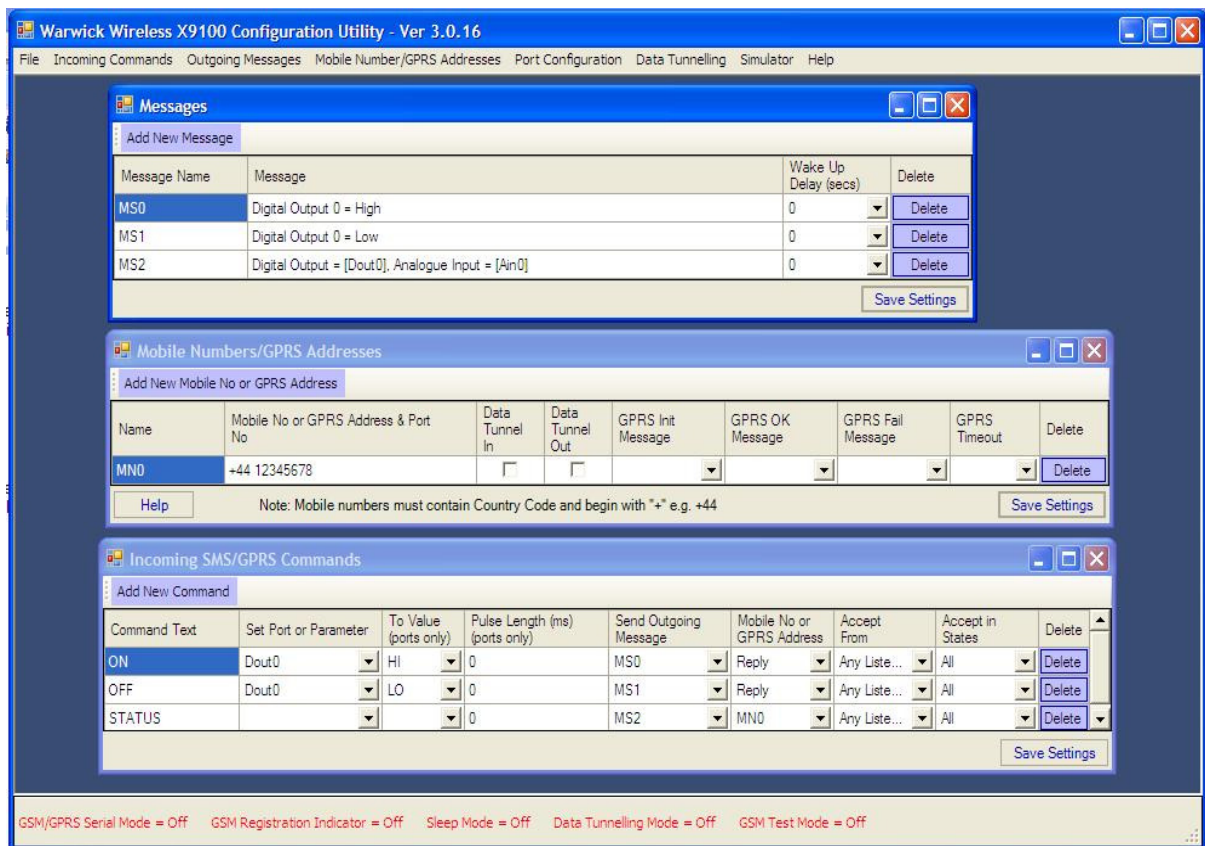 Warwick Wireless X9100 Configuration Utility - Ver 3.0.16
File Incoming Commands Outgoing Messages Mobile Number/GPRS Addresses Port Configuration Data Tunnelling Simulator Help
Messages
Add New Message
Message Name Message Wake Up Delay (secs) Delete
MS0 Digital Output 0 = High 0 Delete
MS1 Digital Output 0 = Low 0 Delete
MS2 Digital Output = [Dout0], Analogue Input = [Ain0] 0 Delete
Save Settings
Mobile Numbers/GPRS Addresses
Add New Mobile No or GPRS Address
Name Mobile No or GPRS Address & Port No Data Tunnel In Data Tunnel Out GPRS Init Message GPRS OK Message GPRS Fail Message GPRS Timeout Delete
MN0 +44 12345678 Delete
Help Note: Mobile numbers must contain Country Code and begin with "+" e.g. +44 Save Settings
Incoming SMS/GPRS Commands
Add New Command
Command Text Set Port or Parameter To Value (ports only) Pulse Length (ms) (ports only) Send Outgoing Message Mobile No or GPRS Address Accept From Accept in States Delete
ON Dout0 HI 0 MS0 Reply Any Liste... All Delete
OFF Dout0 LO 0 MS1 Reply Any Liste... All Delete
STATUS 0 MS2 MN0 Any Liste... All Delete
Save Settings
GSM/GPRS Serial Mode = Off GSM Registration Indicator = Off Sleep Mode = Off Data Tunnelling Mode = Off GSM Test Mode = Off